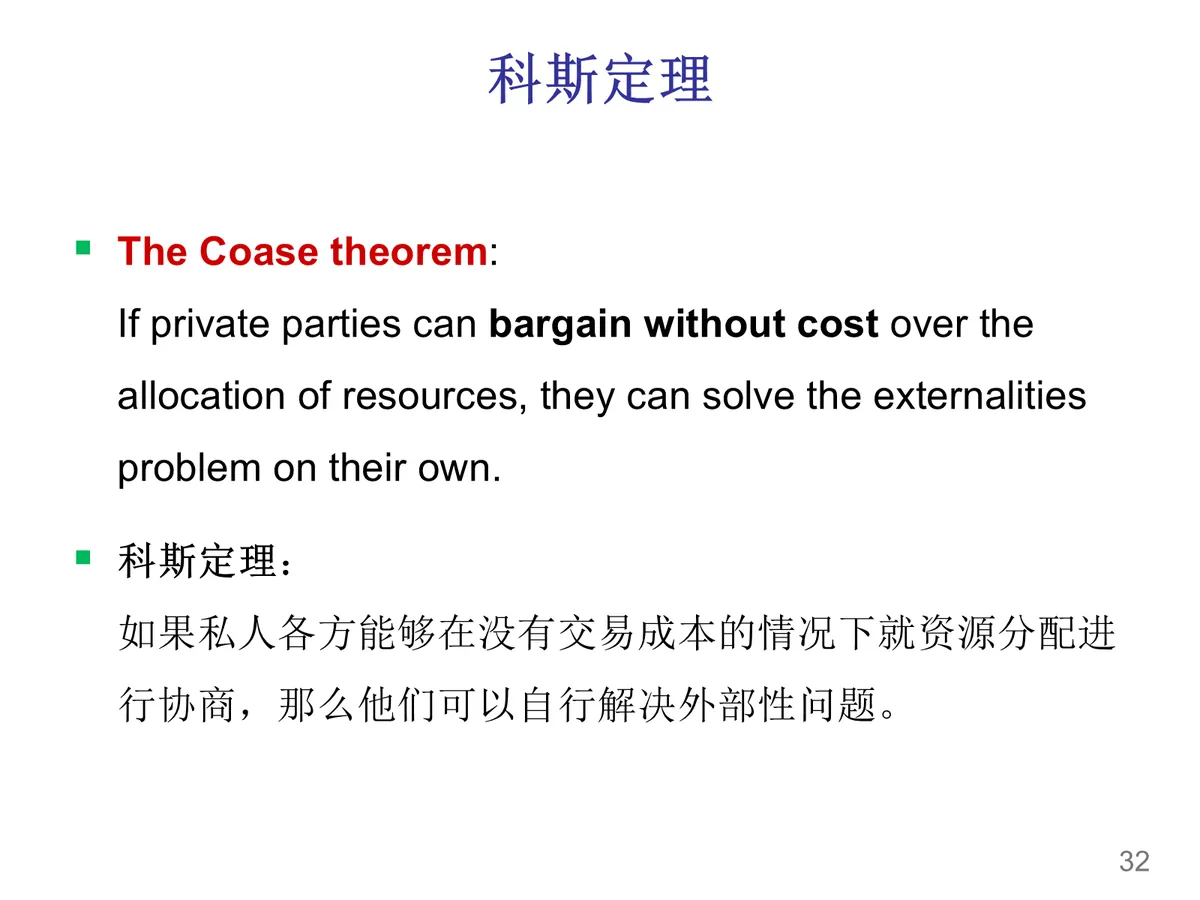 科斯定理
The Coase theorem:
If private parties can bargain without cost over the
allocation of resources, they can solve the externalities
problem on their own.
科斯定理：
如果私人各方能够在没有交易成本的情况下就资源分配进
行协商，那么他们可以自行解决外部性问题。
32